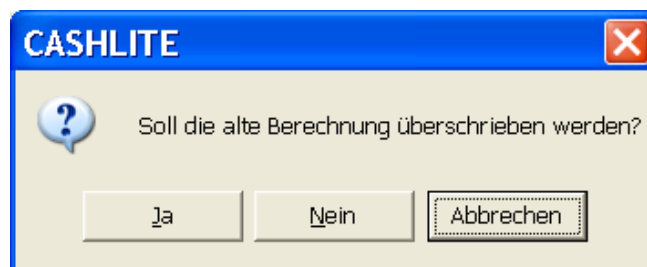 CASHLITE
Soll die alte Berechnung überschrieben werden?
Ja
Nein
Abbrechen